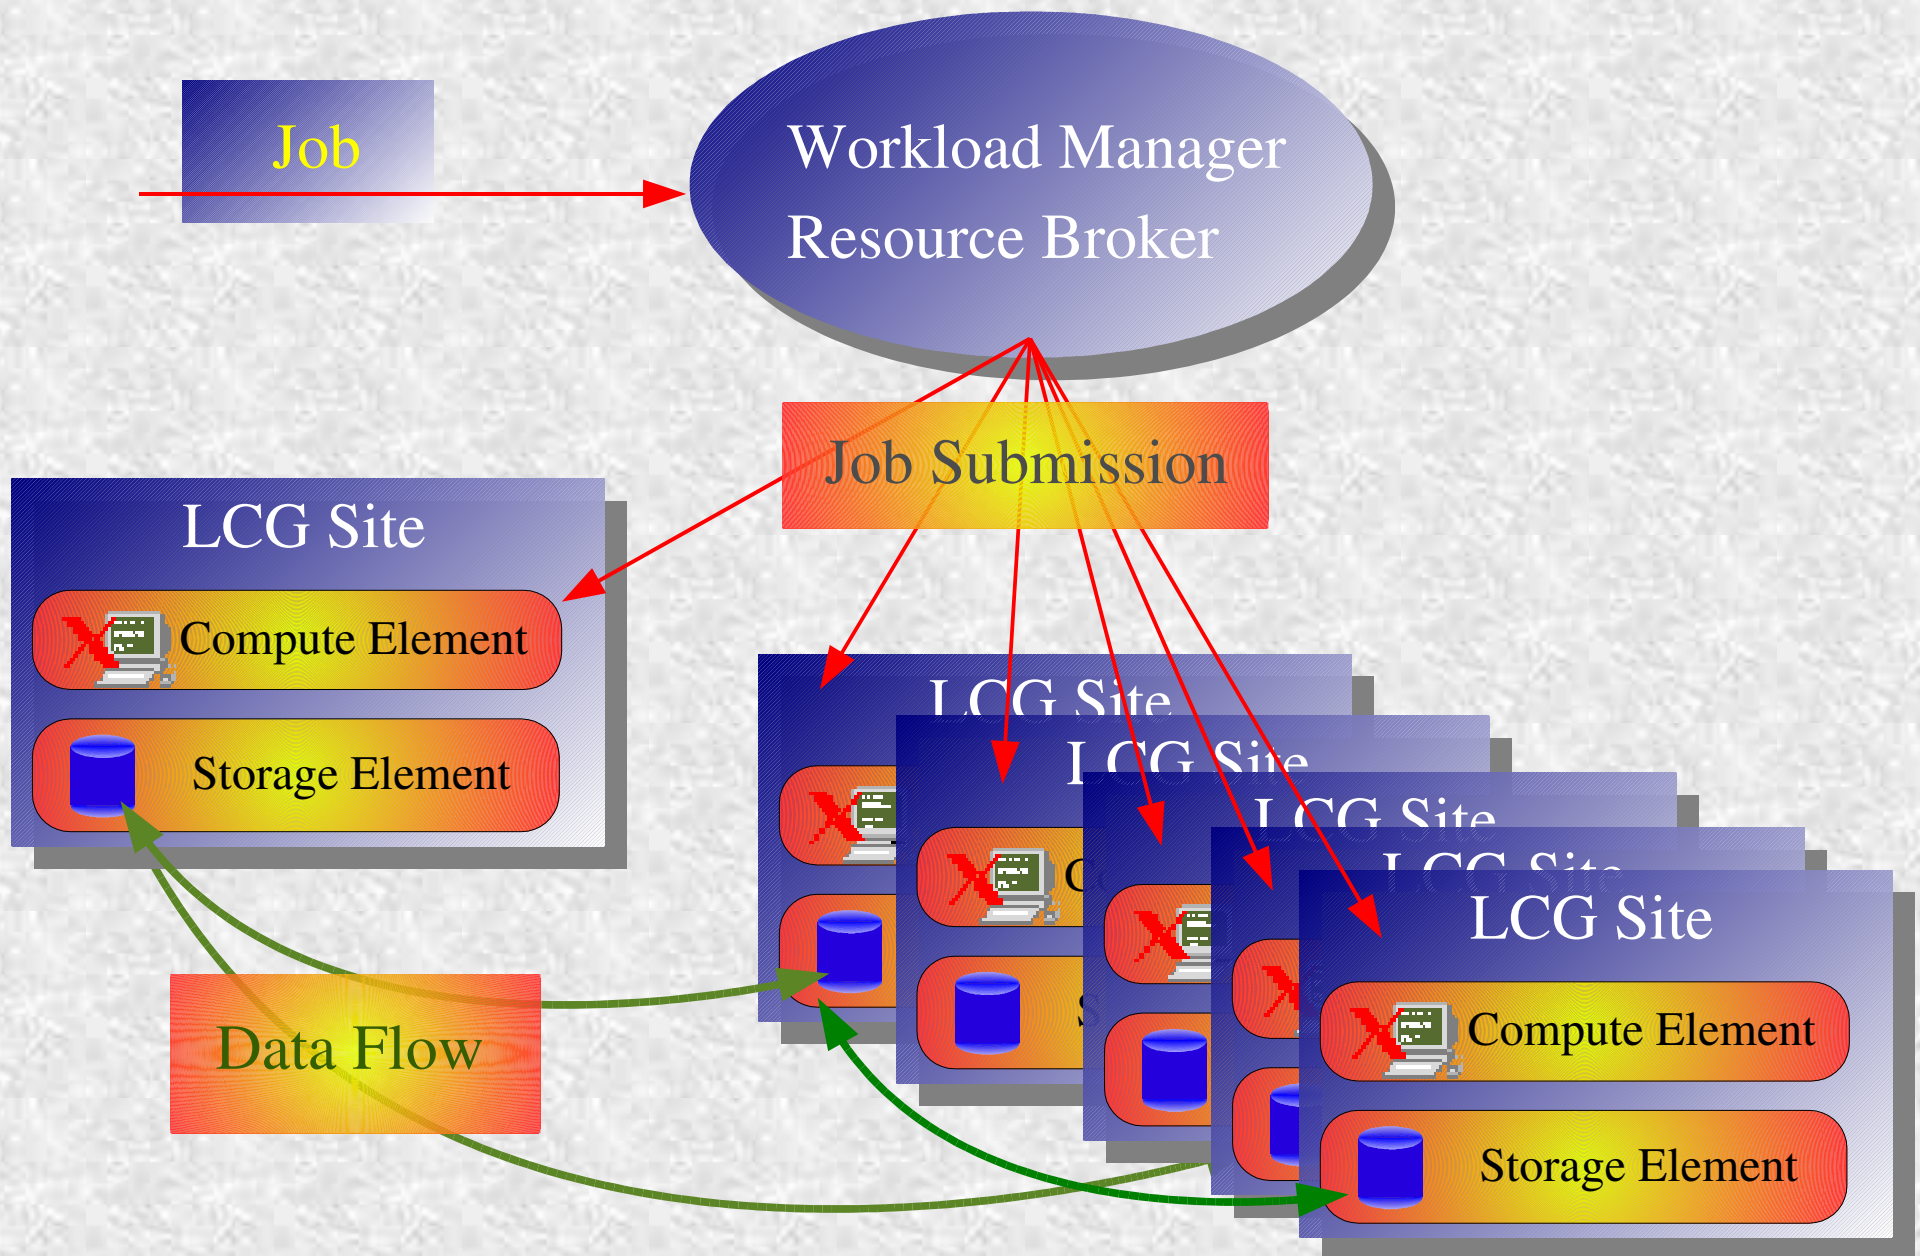 Job
Workload Manager
Resource Broker
Job Submission
LCG Site
Compute Element
Storage Element
LCG Site
LCG Site
LCG Site
LCG Site
LCG Site
Compute Element
Storage Element
Data Flow